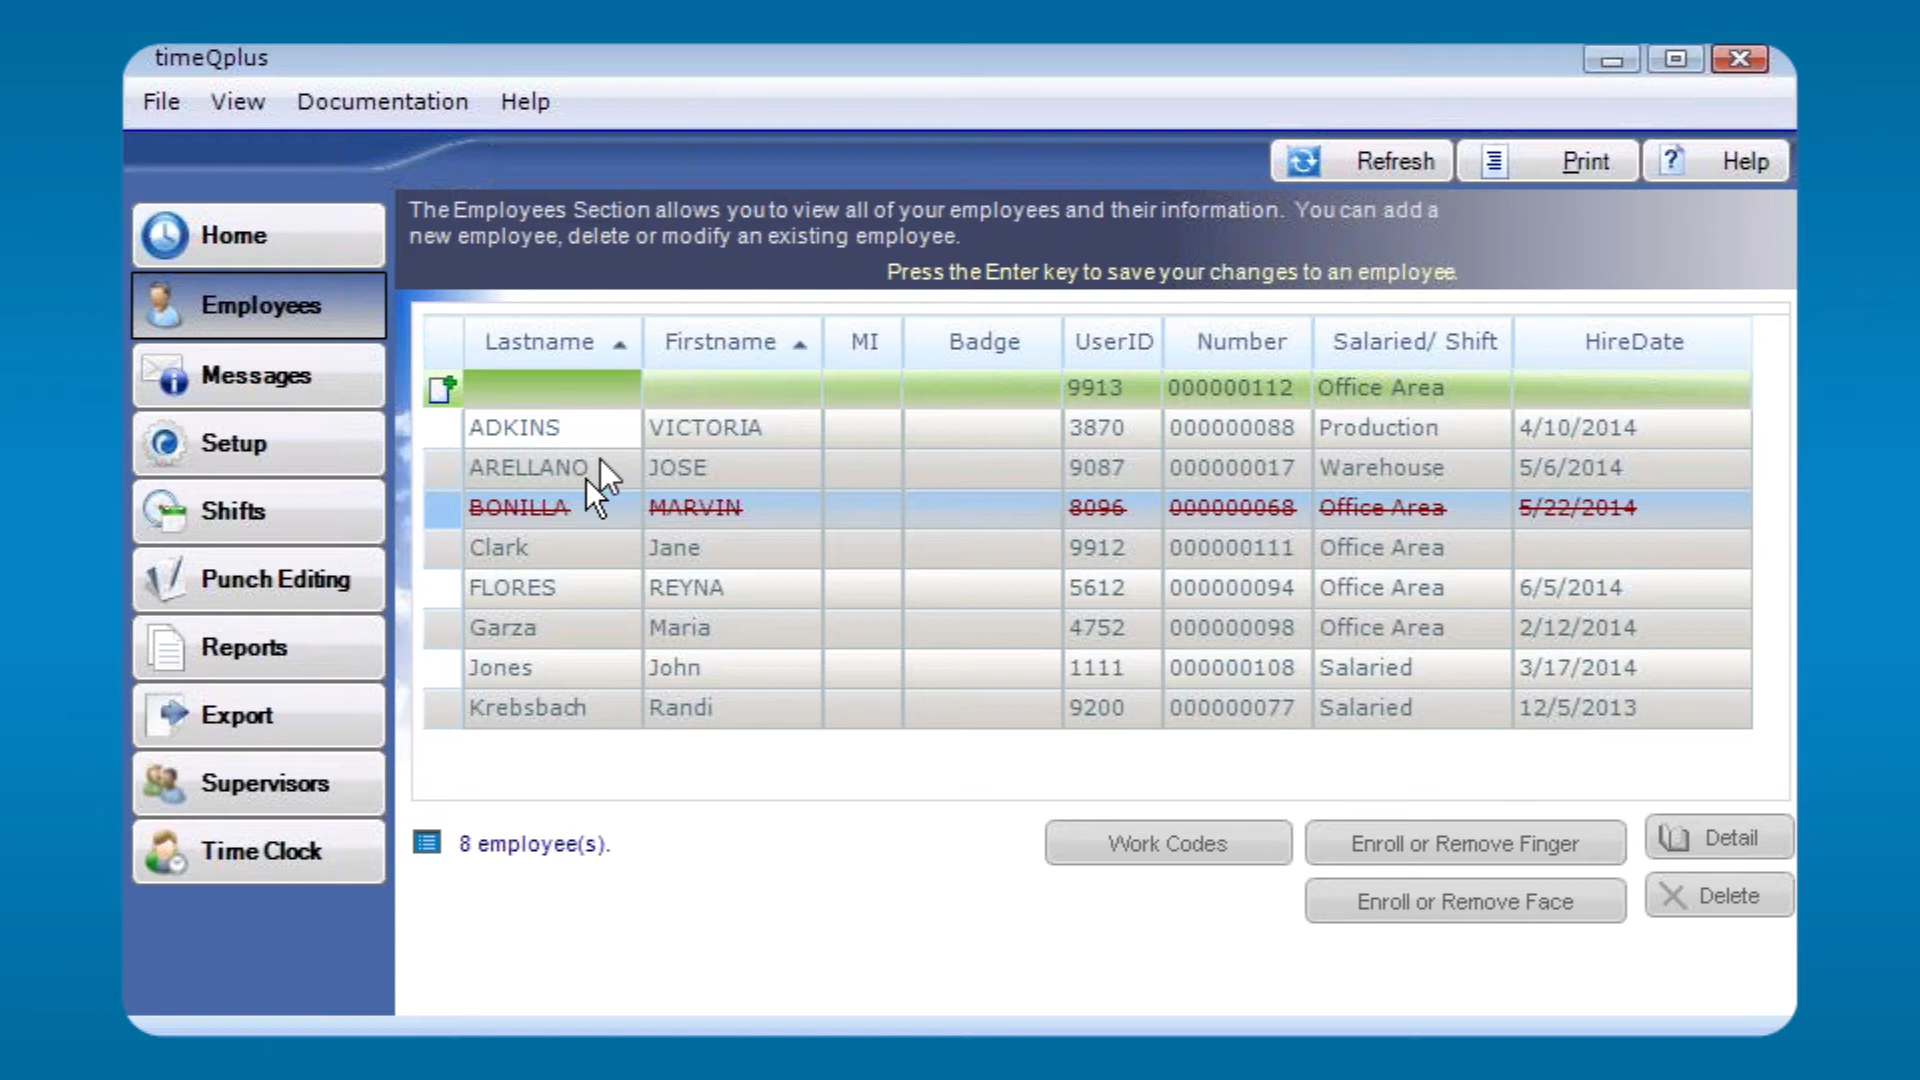 timeQplus
File View Documentation Help
Refresh Print Help
The Employees Section allows you to view all of your employees and their information. You can add a
new employee, delete or modify an existing employee.
Press the Enter key to save your changes to an employee.
Home
Employees
Messages
Setup
Shifts
Punch Editing
Reports
Export
Supervisors
Time Clock
Lastname Firstname MI Badge UserID Number Salaried/ Shift HireDate
9913 000000112 Office Area
ADKINS VICTORIA 3870 000000088 Production 4/10/2014
ARELLANO JOSE 9087 000000017 Warehouse 5/6/2014
BONILLA MARVIN 8096 000000068 Office Area 5/22/2014
Clark Jane 9912 000000111 Office Area
FLORES REYNA 5612 000000094 Office Area 6/5/2014
Garza Maria 4752 000000098 Office Area 2/12/2014
Jones John 1111 000000108 Salaried 3/17/2014
Krebsbach Randi 9200 000000077 Salaried 12/5/2013
8 employee(s).
Work Codes Enroll or Remove Finger Detail
Enroll or Remove Face Delete